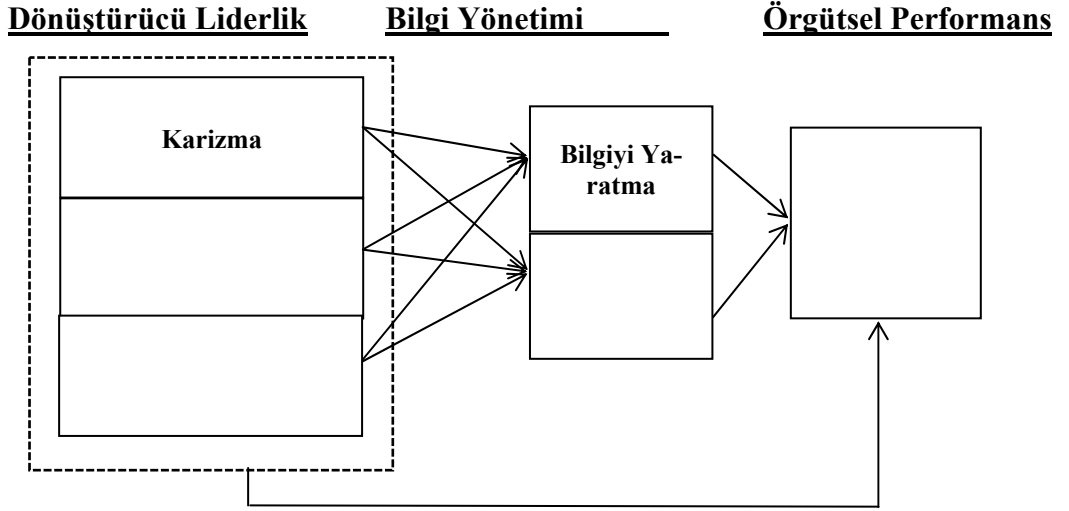 Dönüştürücü Liderlik Bilgi Yönetimi Örgütsel Performans
Karizma
Bilgiyi Ya-
ratma